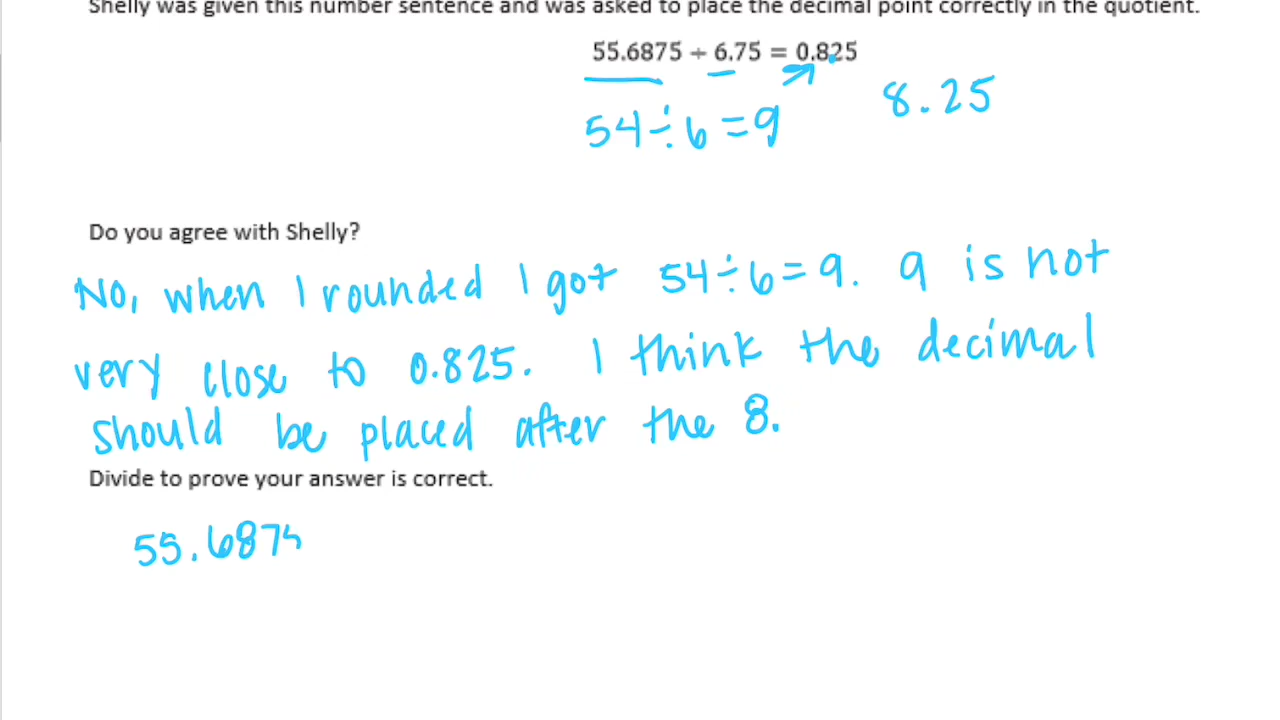 Shelly was given this number sentence and was asked to place the decimal point correctly in the quotient.
55.6875 ÷ 6.75 = 0.825
54 ÷ 6 = 9
8.25
Do you agree with Shelly?
No, when I rounded I got 54 ÷ 6 = 9. 9 is not
very close to 0.825. I think the decimal
should be placed after the 8.
Divide to prove your answer is correct.
55.6875